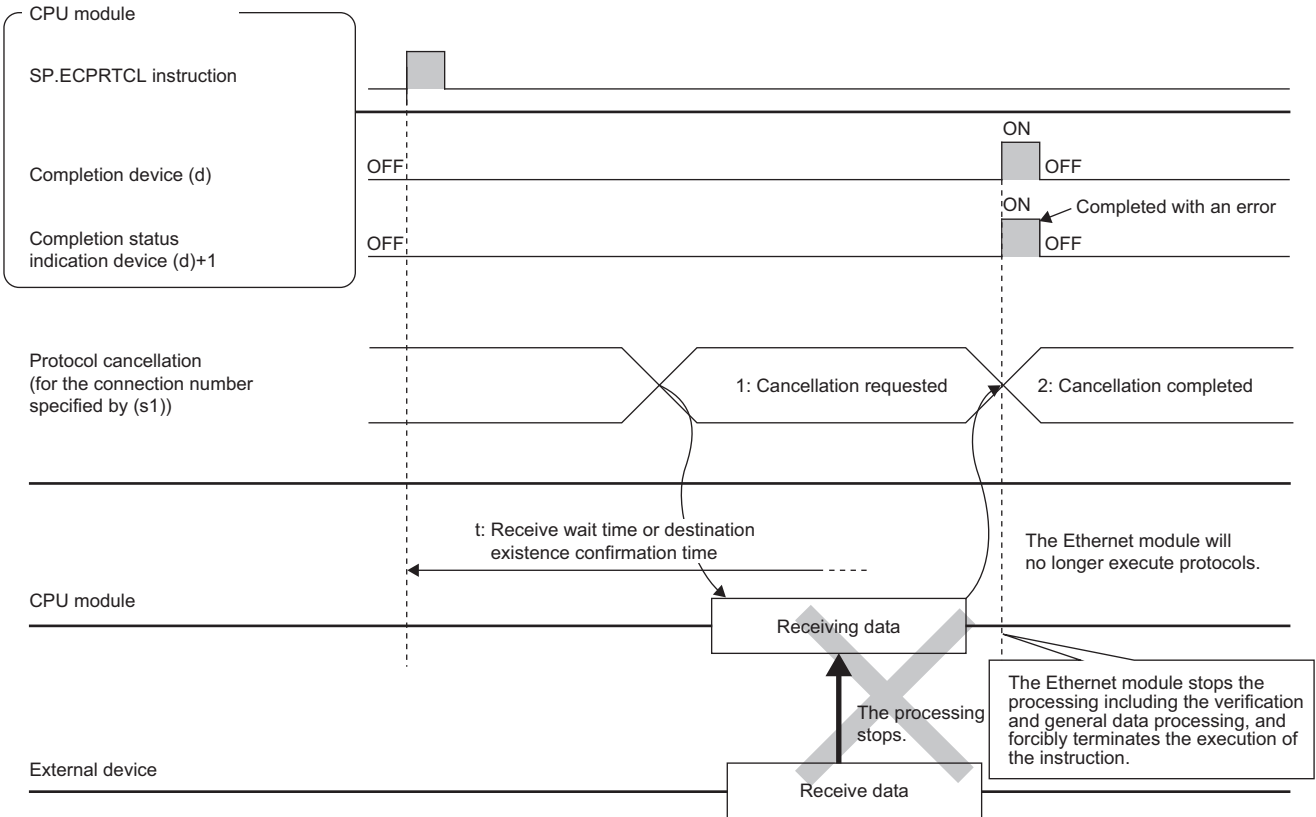 CPU module
SP.ECPRTCL instruction
ON
Completion device (d)
OFF
OFF
ON
Completed with an error
Completion status
indication device (d)+1
OFF
OFF
Protocol cancellation
(for the connection number
specified by (s1))
1: Cancellation requested
2: Cancellation completed
t: Receive wait time or destination
existence confirmation time
The Ethernet module will
no longer execute protocols.
CPU module
Receiving data
The processing
stops.
The Ethernet module stops the
processing including the verification
and general data processing, and
forcibly terminates the execution of
the instruction.
External device
Receive data